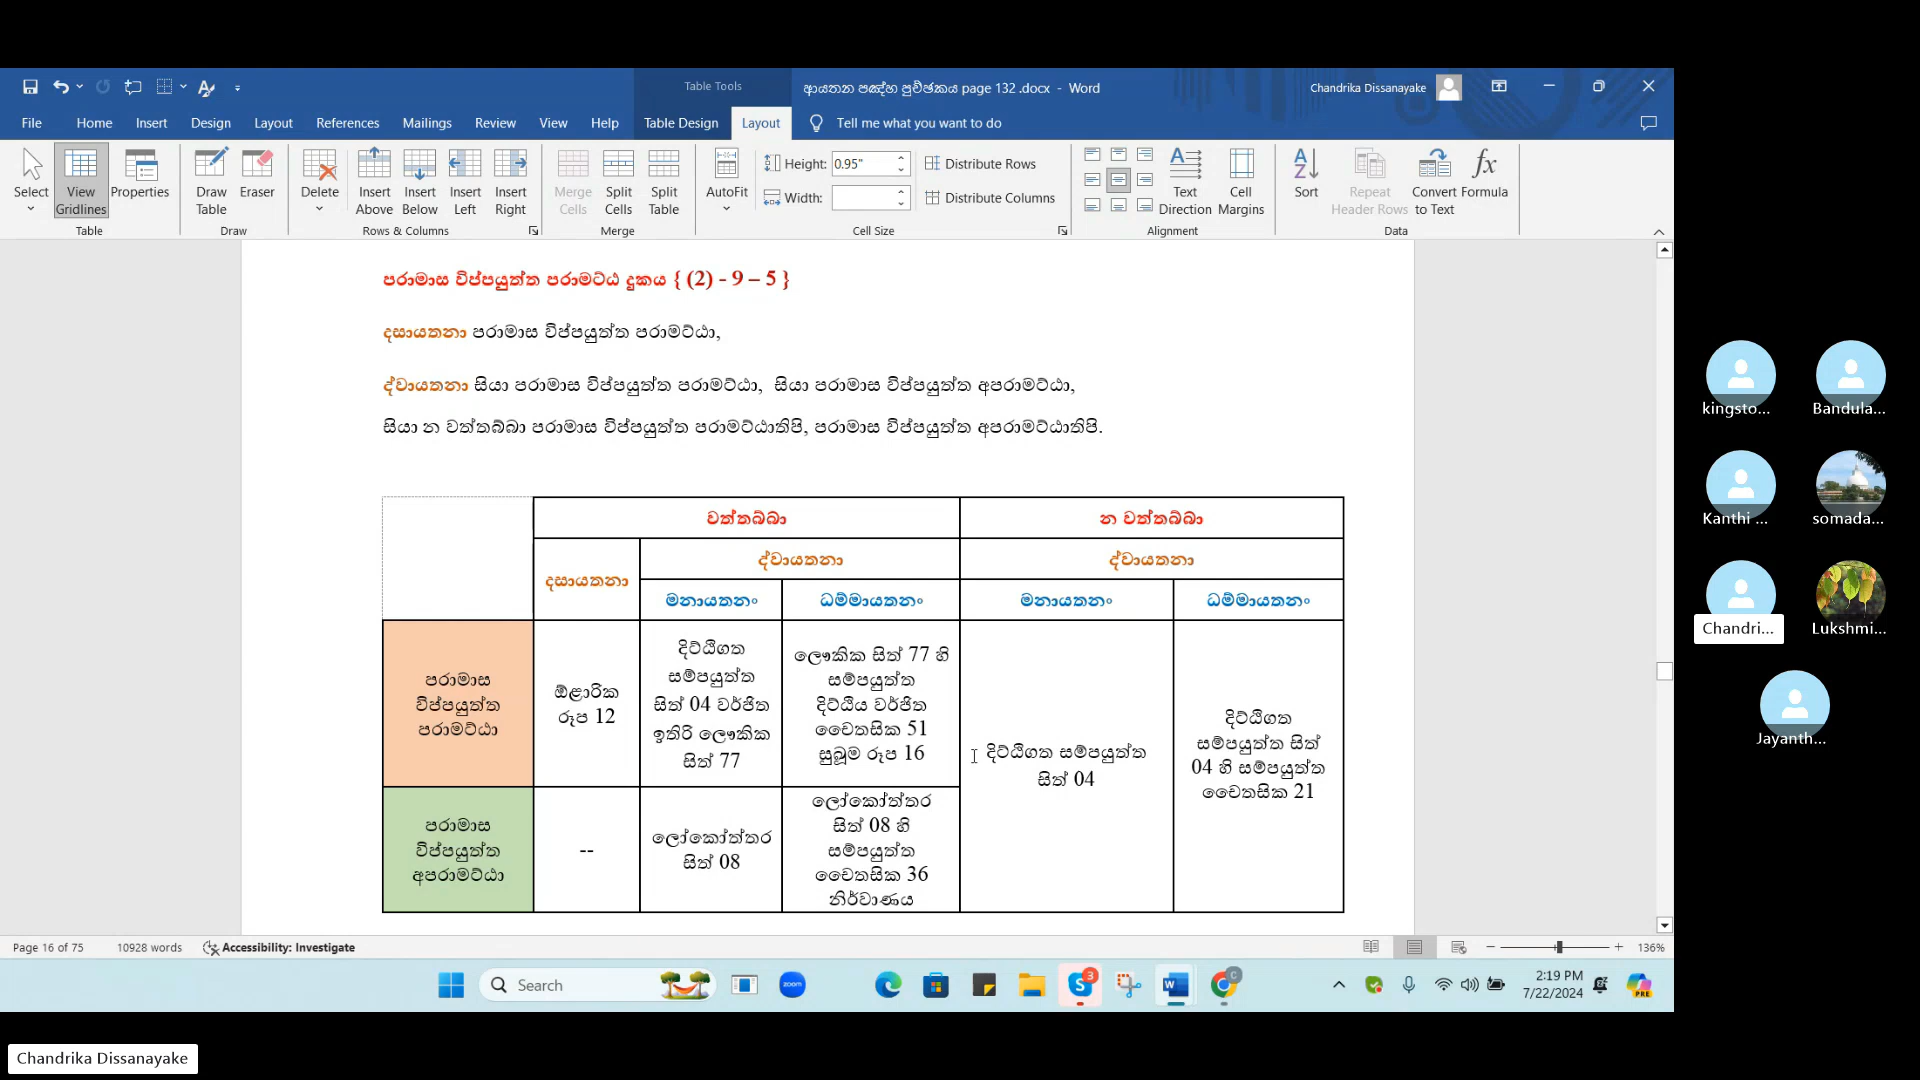 Table Tools
ආයතන පඤ්හ පුච්ඡකය page 132 .docx - Word
Chandrika Dissanayake
File Home Insert Design Layout References Mailings Review View Help Table Design Layout Tell me what you want to do
Select
View Gridlines
Properties
Table
Draw Table
Eraser
Draw
Delete
Insert Above
Insert Below
Insert Left
Insert Right
Rows & Columns
Merge Cells
Split Cells
Split Table
Merge
AutoFit
Height: 0.95"
Width:
Distribute Rows
Distribute Columns
Cell Size
Text Direction
Cell Margins
Alignment
Sort
Repeat Header Rows
Convert to Text
Formula
Data
පරාමාස විප්පයුත්ත පරාමට්ඨ දුකය { (2) - 9 – 5 }
දසායතනා පරාමාස විප්පයුත්ත පරාමට්ඨා,
ද්වායතනා සියා පරාමාස විප්පයුත්ත පරාමට්ඨා, සියා පරාමාස විප්පයුත්ත අපරාමට්ඨා,
සියා න වත්තබ්බා පරාමාස විප්පයුත්ත පරාමට්ඨාතිපි, පරාමාස විප්පයුත්ත අපරාමට්ඨාතිපි.
වත්තබ්බා
න වත්තබ්බා
දසායතනා
ද්වායතනා
ද්වායතනා
මනායතනං
ධම්මායතනං
මනායතනං
ධම්මායතනං
පරාමාස
විප්පයුත්ත
පරාමට්ඨා
ඕළාරික
රූප 12
දිට්ඨිගත
සම්පයුත්ත
සිත් 04 වර්ජිත
ඉතිරි ලෞකික
සිත් 77
ලෞකික සිත් 77 හි
සම්පයුත්ත
දිට්ඨිය වර්ජිත
චෛතසික 51
සුඛූම රූප 16
දිට්ඨිගත සම්පයුත්ත
සිත් 04
දිට්ඨිගත
සම්පයුත්ත සිත්
04 හි සම්පයුත්ත
චෛතසික 21
පරාමාස
විප්පයුත්ත
අපරාමට්ඨා
--
ලෝකෝත්තර
සිත් 08
ලෝකෝත්තර
සිත් 08 හි
සම්පයුත්ත
චෛතසික 36
නිර්වාණය
Page 16 of 75 10928 words Accessibility: Investigate 136%
Search
zoom
3
C
2:19 PM
7/22/2024
PRE
kingsto...
Bandula...
Kanthi ...
somada...
Chandri...
Lukshmi...
Jayanth...
Chandrika Dissanayake